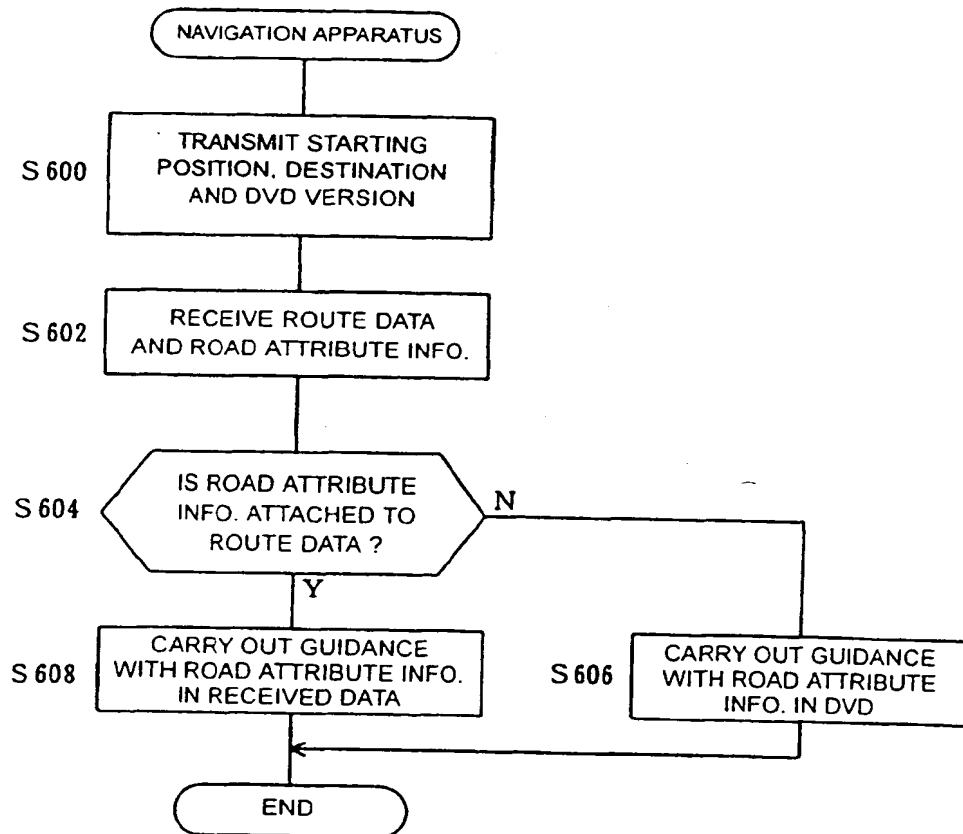 NAVIGATION APPARATUS
S 600
TRANSMIT STARTING
POSITION, DESTINATION
AND DVD VERSION
S 602
RECEIVE ROUTE DATA
AND ROAD ATTRIBUTE INFO.
S 604
IS ROAD ATTRIBUTE
INFO. ATTACHED TO
ROUTE DATA ?
N
Y
S 608
CARRY OUT GUIDANCE
WITH ROAD ATTRIBUTE INFO.
IN RECEIVED DATA
S 606
CARRY OUT GUIDANCE
WITH ROAD ATTRIBUTE
INFO. IN DVD
END